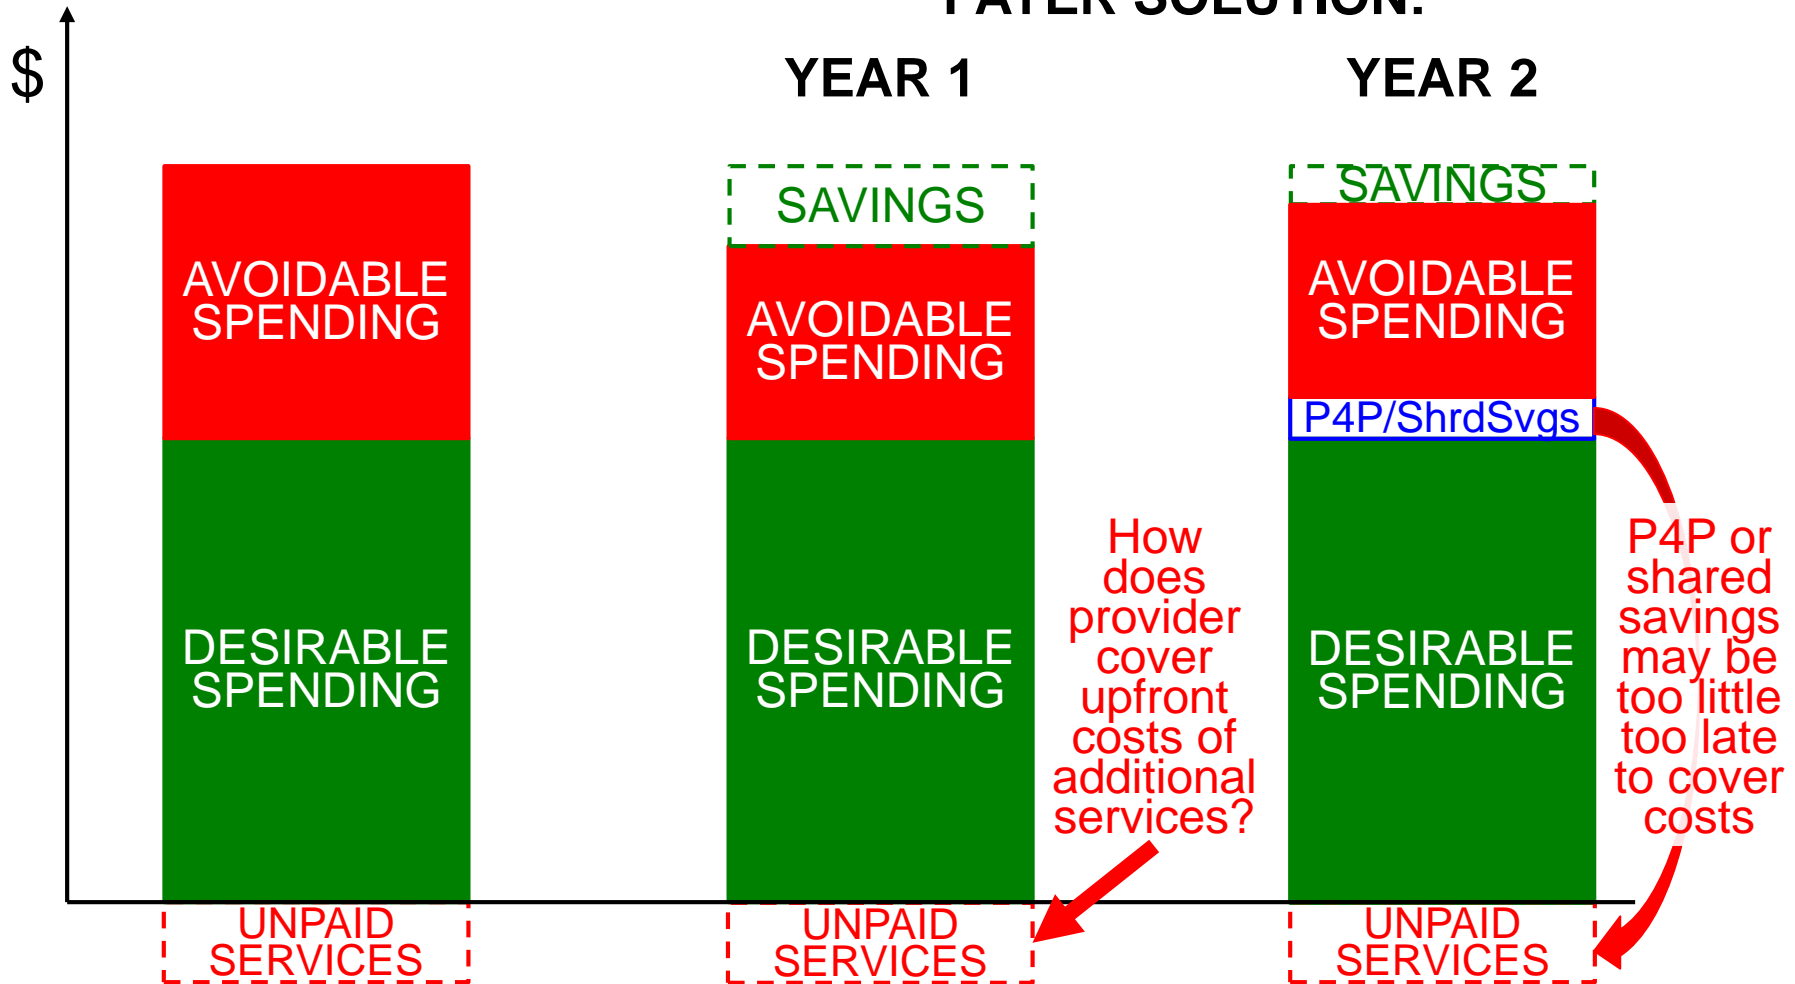 PAYER SOLUTION:
$
YEAR 1
YEAR 2
AVOIDABLE
SPENDING
DESIRABLE
SPENDING
UNPAID
SERVICES
SAVINGS
AVOIDABLE
SPENDING
DESIRABLE
SPENDING
UNPAID
SERVICES
How
does
provider
cover
upfront
costs of
additional
services?
SAVINGS
AVOIDABLE
SPENDING
P4P/ShrdSvgs
DESIRABLE
SPENDING
UNPAID
SERVICES
P4P or
shared
savings
may be
too little
too late
to cover
costs